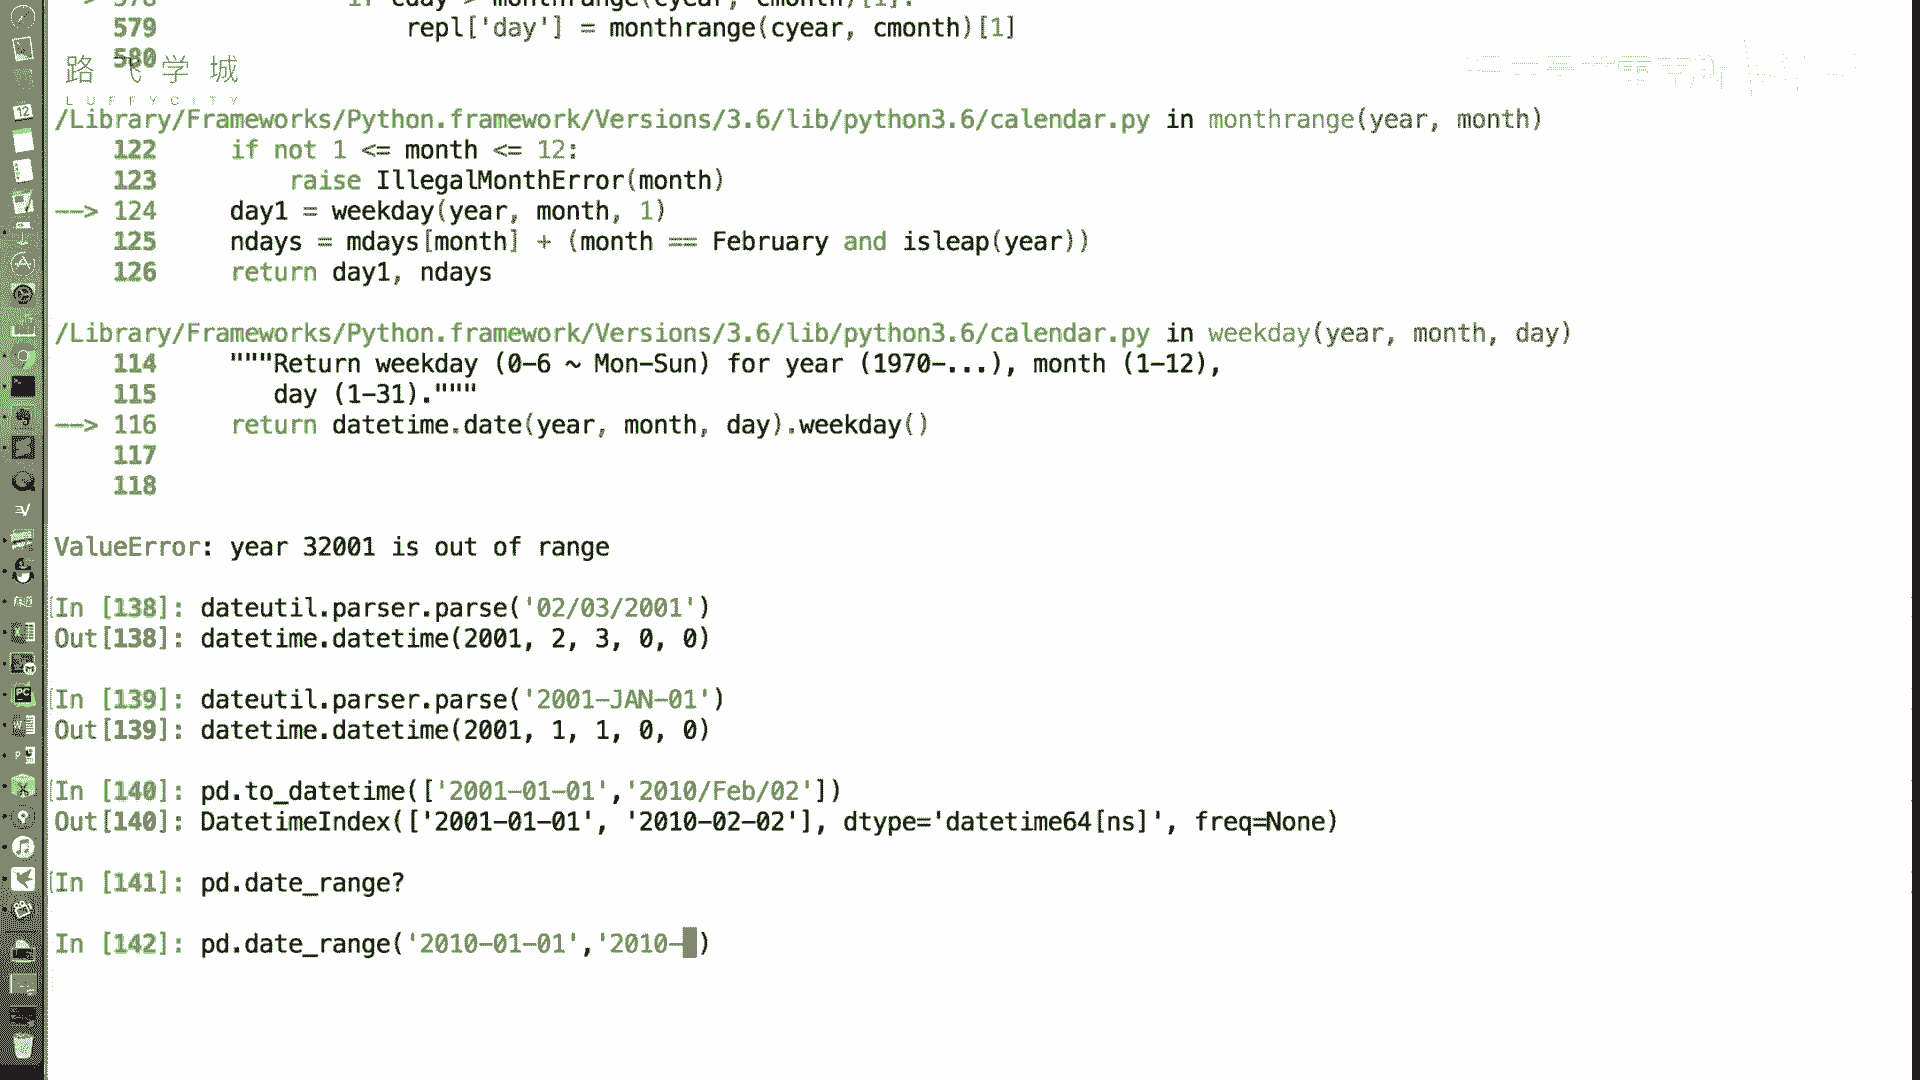 579                 repl['day'] = monthrange(cyear, cmonth)[1]
580
路飞学城
LUFFYCITY
/Library/Frameworks/Python.framework/Versions/3.6/lib/python3.6/calendar.py in monthrange(year, month)
122     if not 1 <= month <= 12:
123         raise IllegalMonthError(month)
--> 124     day1 = weekday(year, month, 1)
125     ndays = mdays[month] + (month == February and isleap(year))
126     return day1, ndays
/Library/Frameworks/Python.framework/Versions/3.6/lib/python3.6/calendar.py in weekday(year, month, day)
114     """Return weekday (0-6 ~ Mon-Sun) for year (1970-...), month (1-12),
115        day (1-31)."""
--> 116     return datetime.date(year, month, day).weekday()
117
118
ValueError: year 32001 is out of range
In [138]: dateutil.parser.parse('02/03/2001')
Out[138]: datetime.datetime(2001, 2, 3, 0, 0)
In [139]: dateutil.parser.parse('2001-JAN-01')
Out[139]: datetime.datetime(2001, 1, 1, 0, 0)
In [140]: pd.to_datetime(['2001-01-01','2010/Feb/02'])
Out[140]: DatetimeIndex(['2001-01-01', '2010-02-02'], dtype='datetime64[ns]', freq=None)
In [141]: pd.date_range?
In [142]: pd.date_range('2010-01-01','2010-)